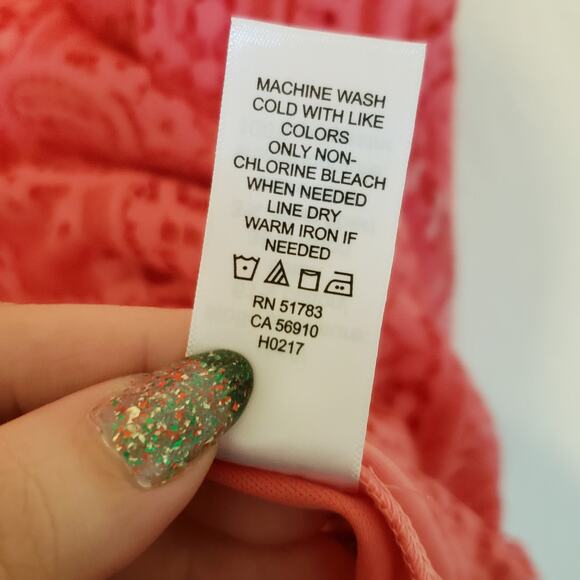 MACHINE WASH
COLD WITH LIKE
COLORS
ONLY NON-
CHLORINE BLEACH
WHEN NEEDED
LINE DRY
WARM IRON IF
NEEDED
RN 51783
CA 56910
H0217